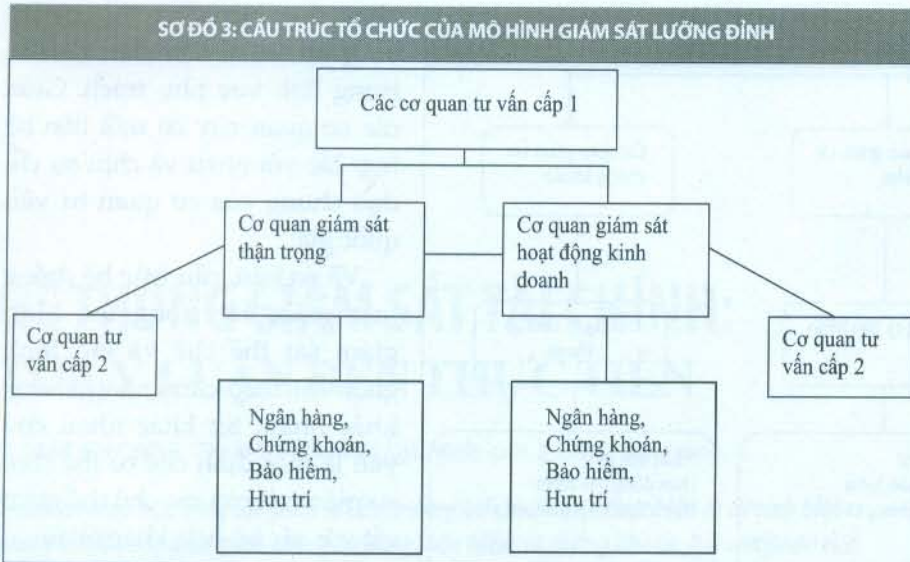 SƠ ĐỒ 3: CẤU TRÚC TỔ CHỨC CỦA MÔ HÌNH GIÁM SÁT LƯỠNG ĐỈNH
Các cơ quan tư vấn cấp 1
Cơ quan giám sát
thận trọng
Cơ quan giám sát
hoạt động kinh
doanh
Cơ quan tư
vấn cấp 2
Cơ quan tư
vấn cấp 2
Ngân hàng,
Chứng khoán,
Bảo hiểm,
Hưu trí
Ngân hàng,
Chứng khoán,
Bảo hiểm,
Hưu trí